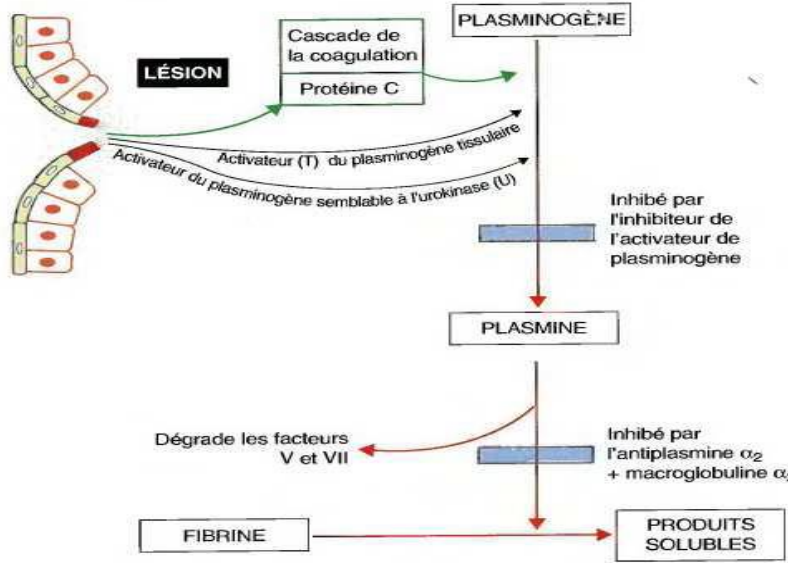 PLASMINOGÈNE
Cascade de
la coagulation
Protéine C
LÉSION
Activateur (T) du plasminogène tissulaire
Activateur du plasminogène semblable à l'urokinase (U)
Inhibé par
l'inhibiteur de
l'activateur de
plasminogène
PLASMINE
Dégrade les facteurs
V et VII
Inhibé par
l'antiplasmine α2
+ macroglobuline α
FIBRINE
PRODUITS
SOLUBLES